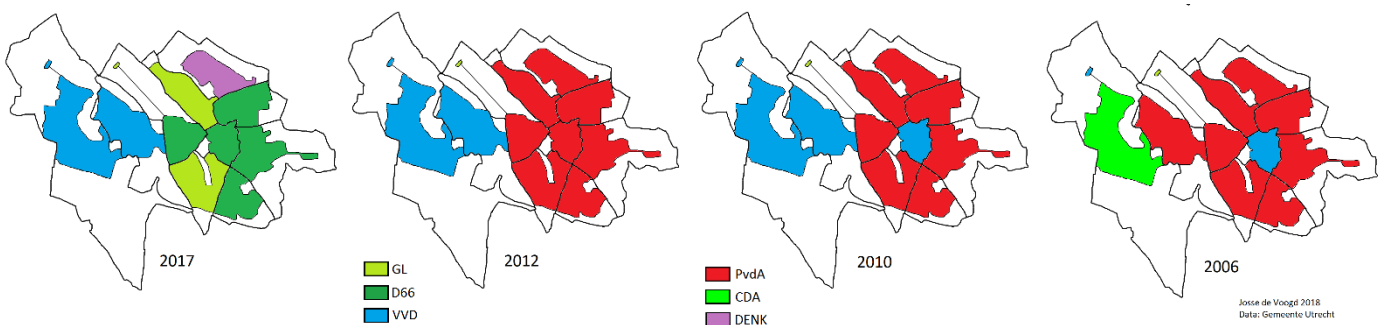 2017
2012
2010
2006
GL
D66
VVD
PvdA
CDA
DENK
Josse de Voogd 2018
Data: Gemeente Utrecht